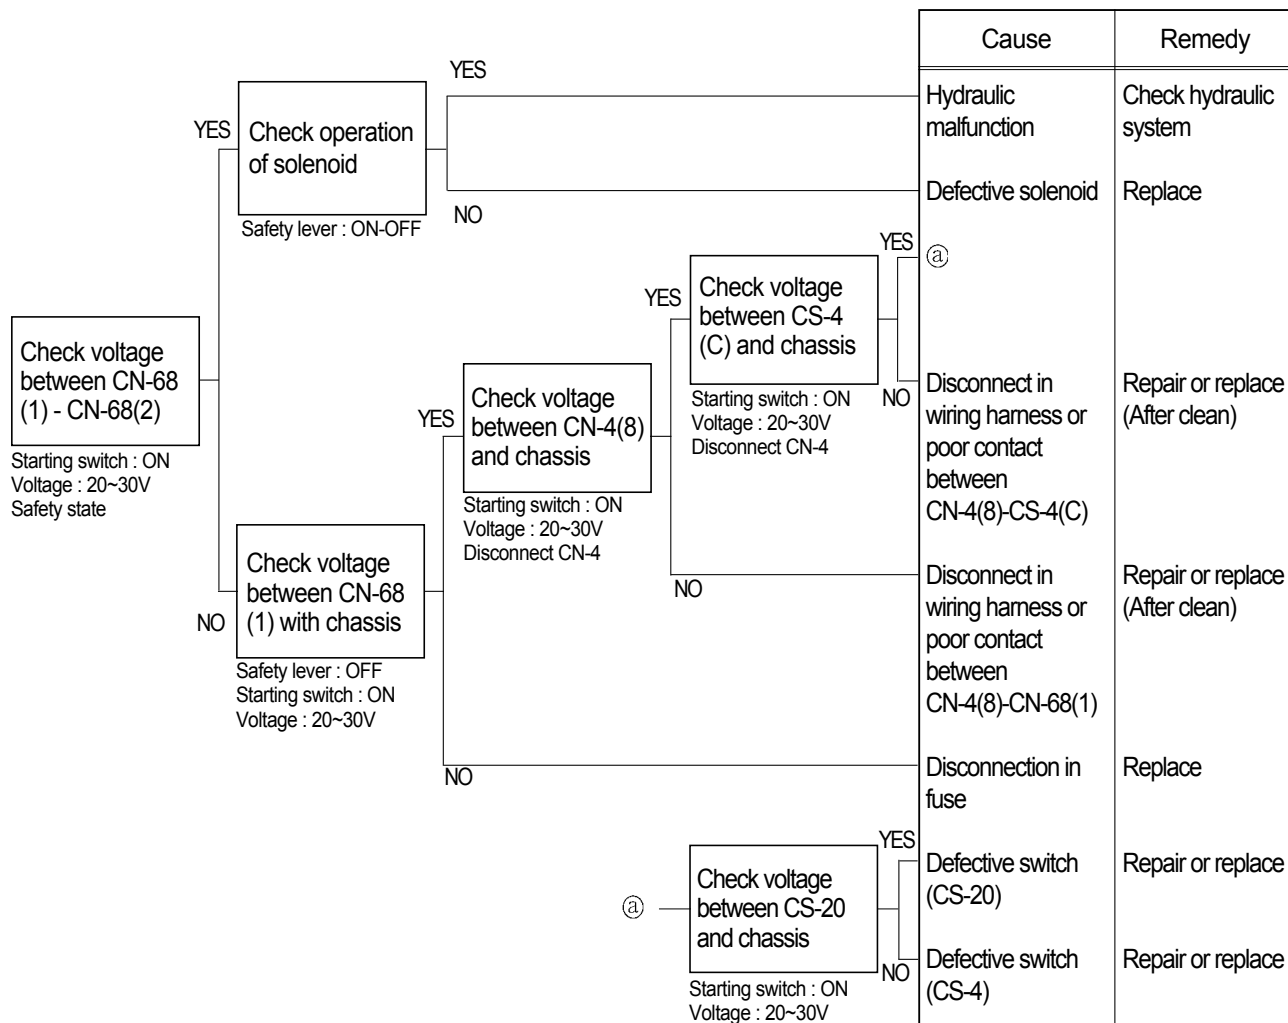 Cause
Remedy
YES
Hydraulic
malfunction
Check hydraulic
system
YES
Check operation
of solenoid
NO
Defective solenoid
Replace
Safety lever : ON-OFF
YES
ⓐ
YES
Check voltage
between CS-4
(C) and chassis
Check voltage
between CN-68
(1) - CN-68(2)
Starting switch : ON
Voltage : 20~30V
Safety state
YES
Check voltage
between CN-4(8)
and chassis
Starting switch : ON
Voltage : 20~30V
Disconnect CN-4
NO
Disconnect in
wiring harness or
poor contact
between
CN-4(8)-CS-4(C)
Repair or replace
(After clean)
Starting switch : ON
Voltage : 20~30V
Disconnect CN-4
NO
Check voltage
between CN-68
(1) with chassis
Safety lever : OFF
Starting switch : ON
Voltage : 20~30V
NO
Disconnect in
wiring harness or
poor contact
between
CN-4(8)-CN-68(1)
Repair or replace
(After clean)
NO
Disconnection in
fuse
Replace
ⓐ
Check voltage
between CS-20
and chassis
Starting switch : ON
Voltage : 20~30V
YES
Defective switch
(CS-20)
Repair or replace
NO
Defective switch
(CS-4)
Repair or replace